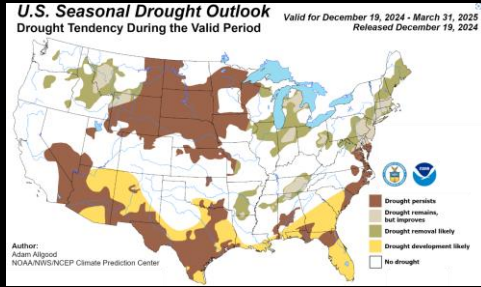 U.S. Seasonal Drought Outlook
Drought Tendency During the Valid Period
Valid for December 19, 2024 - March 31, 2025
Released December 19, 2024
Author:
Adam Allgood
NOAA/NWS/NCEP Climate Prediction Center
Drought persists
Drought remains,
but improves
Drought removal likely
Drought development likely
No drought